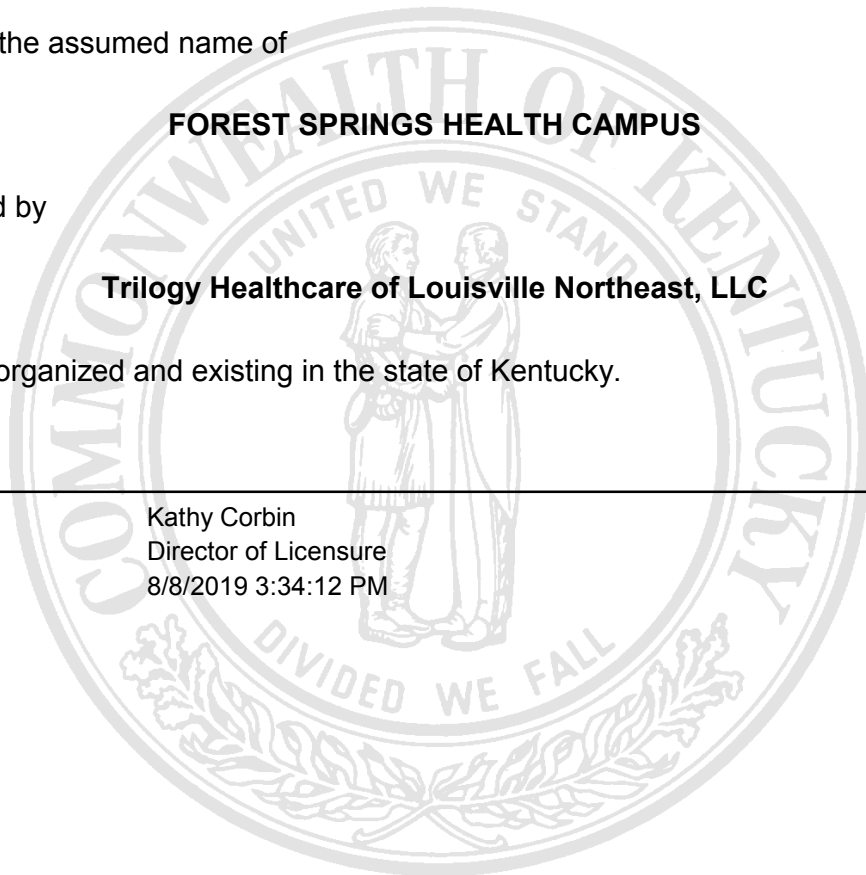 the assumed name of
FOREST SPRINGS HEALTH CAMPUS
d by
Trilogy Healthcare of Louisville Northeast, LLC
organized and existing in the state of Kentucky.
Kathy Corbin
Director of Licensure
8/8/2019 3:34:12 PM
COMMONWEALTH OF KENTUCKY
UNITED WE STAND
DIVIDED WE FALL